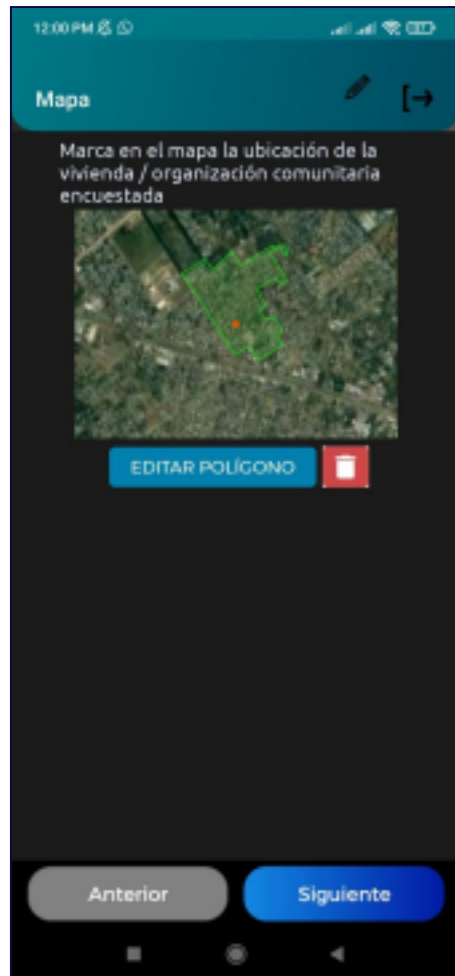 12:00 PM
Mapa
Marca en el mapa la ubicación de la
vivienda / organización comunitaria
encuestada
EDITAR POLÍGONO
Anterior
Siguiente